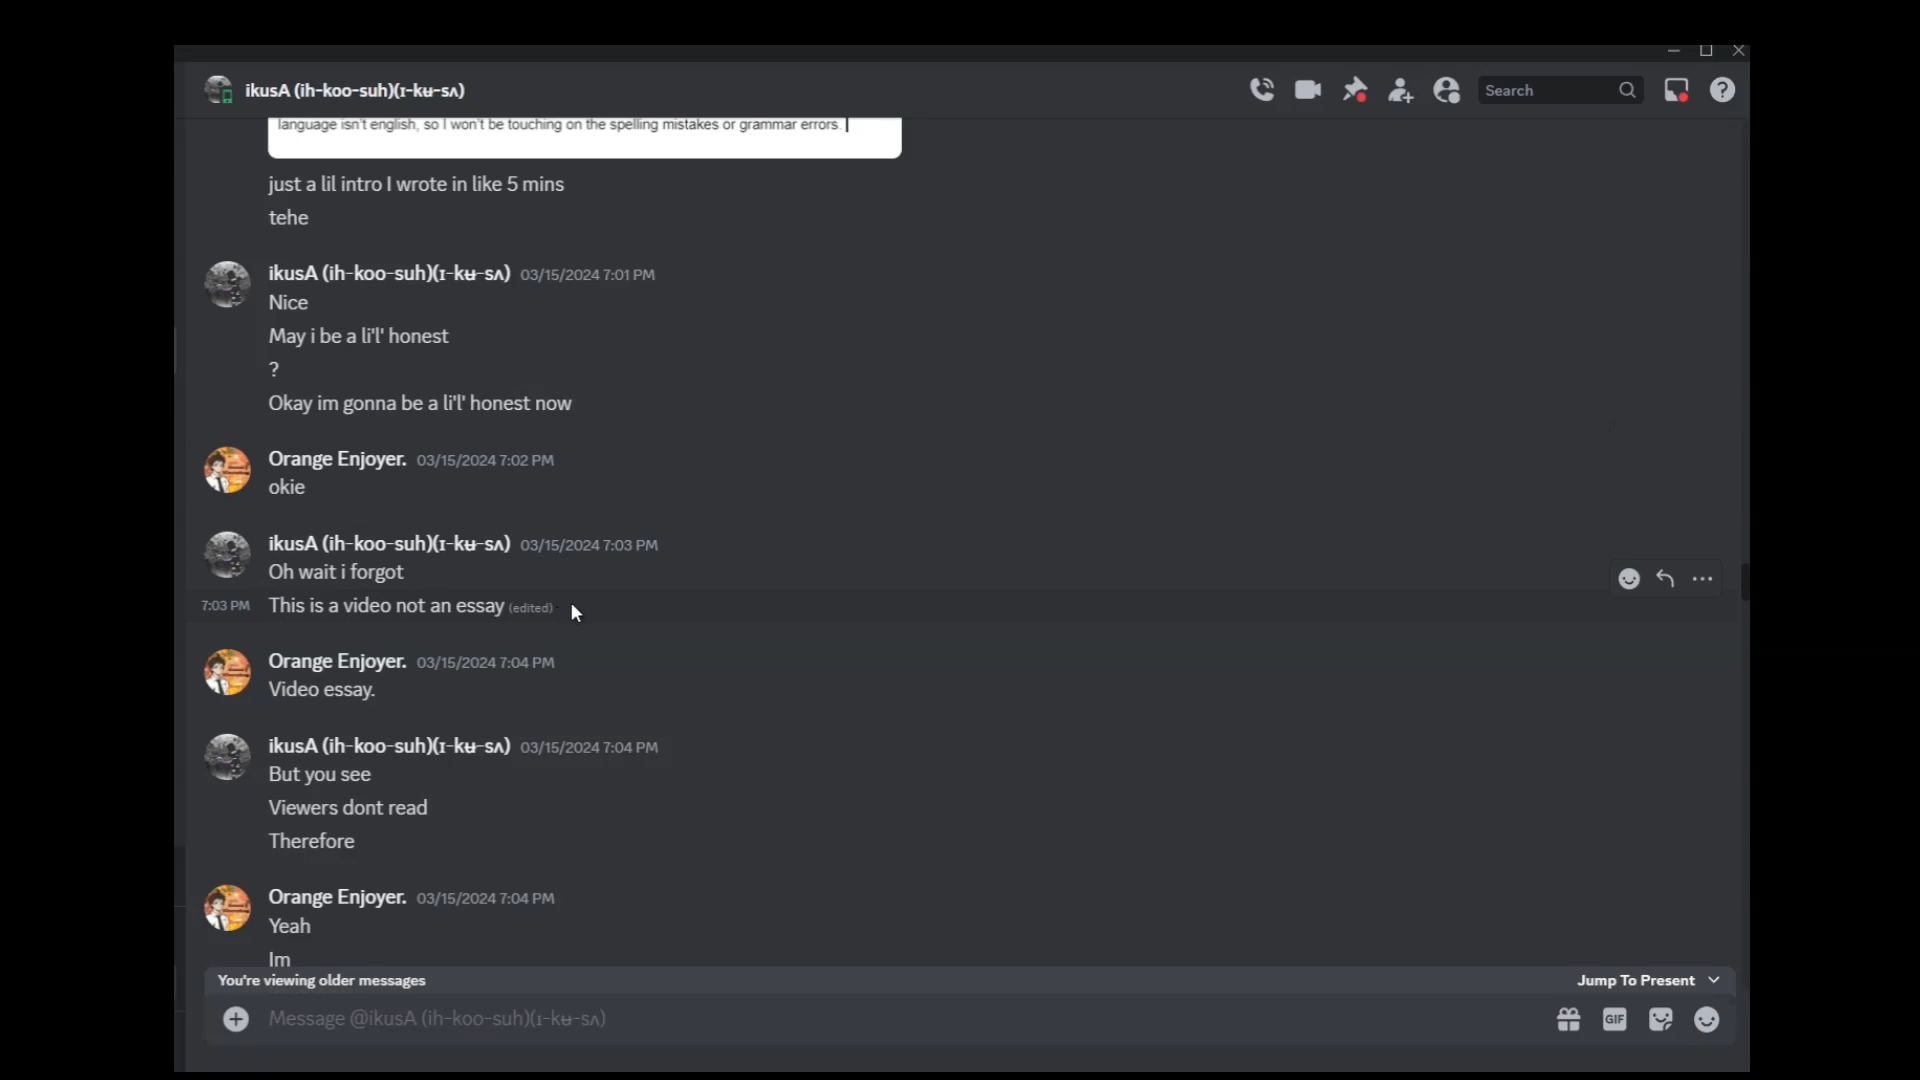 ikusA (ih-koo-suh)(ɪ-kʉ-sʌ)
Search
language isn't english, so I won't be touching on the spelling mistakes or grammar errors.
just a lil intro I wrote in like 5 mins
tehe
ikusA (ih-koo-suh)(ɪ-kʉ-sʌ) 03/15/2024 7:01 PM
Nice
May i be a li'l' honest
?
Okay im gonna be a li'l' honest now
Orange Enjoyer. 03/15/2024 7:02 PM
okie
ikusA (ih-koo-suh)(ɪ-kʉ-sʌ) 03/15/2024 7:03 PM
Oh wait i forgot
7:03 PM This is a video not an essay (edited)
Orange Enjoyer. 03/15/2024 7:04 PM
Video essay.
ikusA (ih-koo-suh)(ɪ-kʉ-sʌ) 03/15/2024 7:04 PM
But you see
Viewers dont read
Therefore
Orange Enjoyer. 03/15/2024 7:04 PM
Yeah
Im
You're viewing older messages
Jump To Present
Message @ikusA (ih-koo-suh)(ɪ-kʉ-sʌ)
GIF